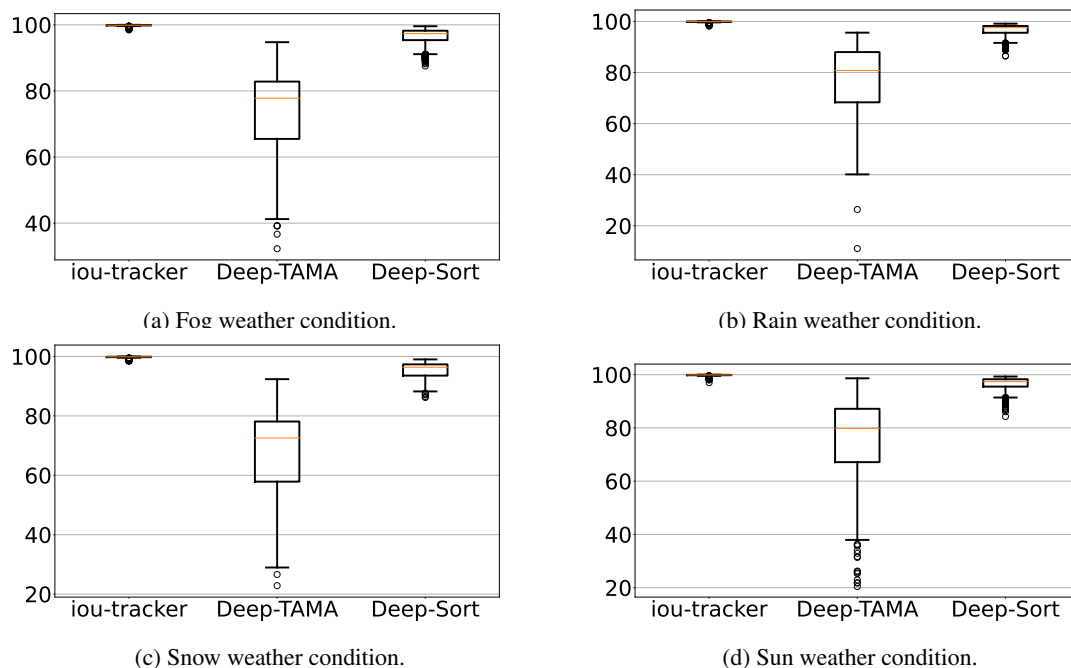 100
80
60
40
iou-tracker Deep-TAMA Deep-Sort
(a) Fog weather condition.
100
80
60
40
20
iou-tracker Deep-TAMA Deep-Sort
(b) Rain weather condition.
100
80
60
40
20
iou-tracker Deep-TAMA Deep-Sort
(c) Snow weather condition.
100
80
60
40
20
iou-tracker Deep-TAMA Deep-Sort
(d) Sun weather condition.